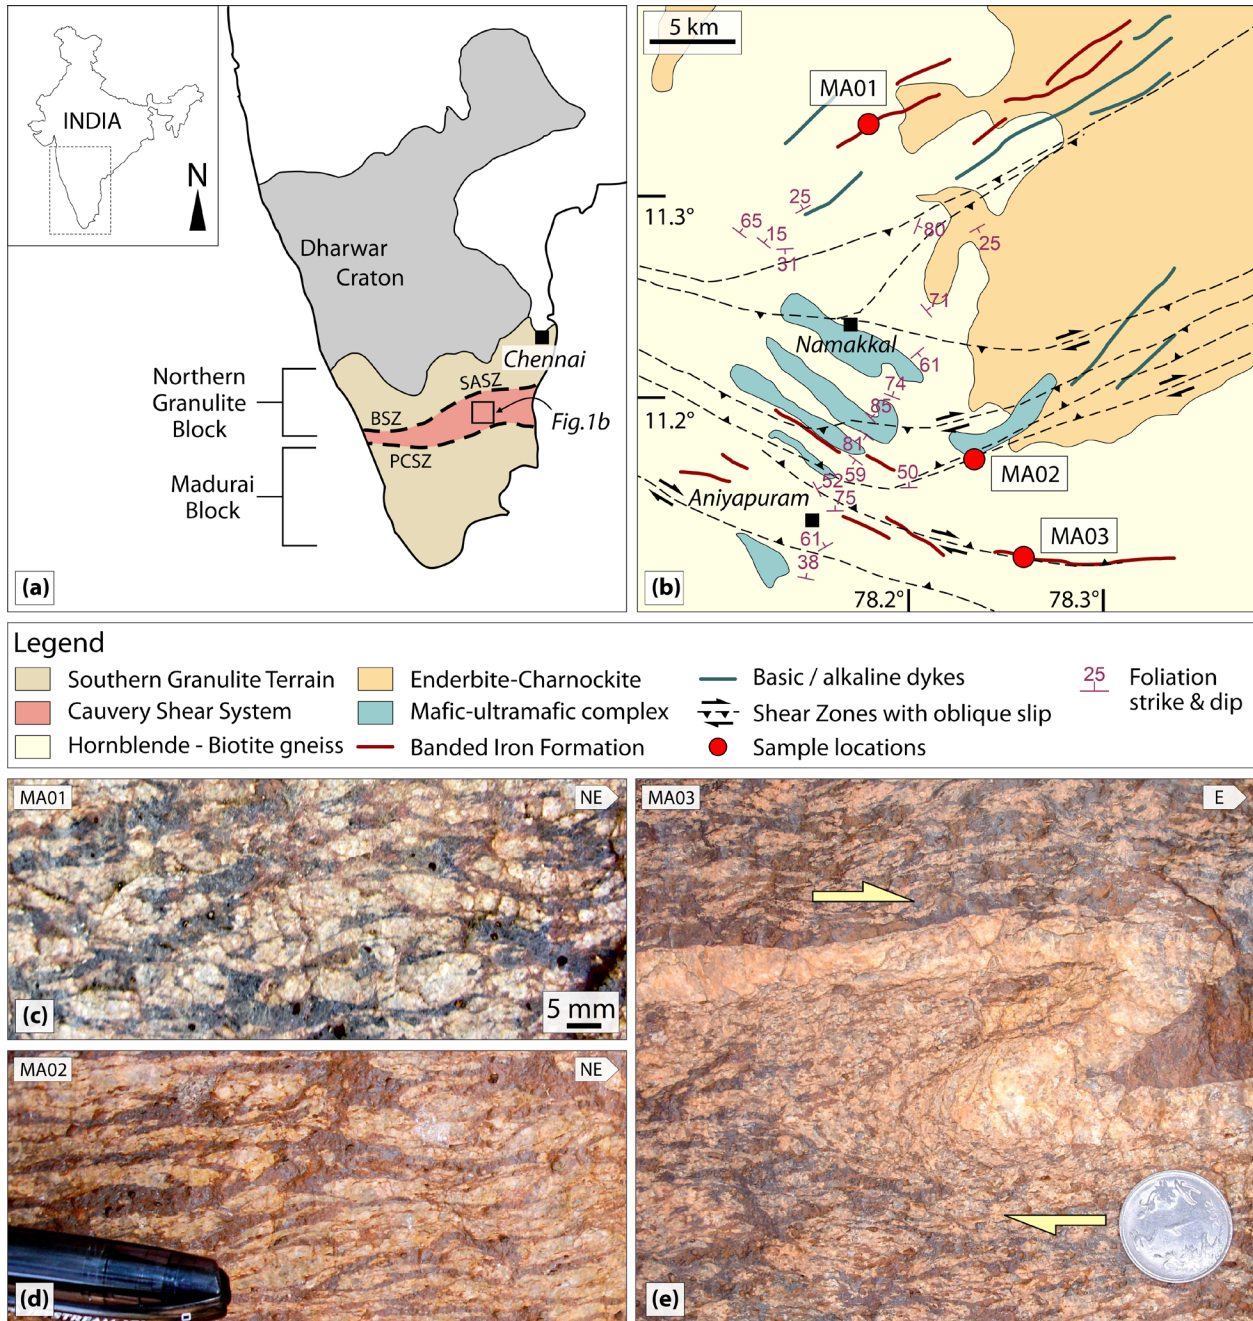 INDIA
N
Dharwar
Craton
Chennai
Northern
Granulite
Block
SASZ
BSZ
Fig.1b
PCSZ
Madurai
Block
(a)
5 km
MA01
11.3°
25
65
15
31
80
25
71
Namakkal
61
74
85
11.2°
81
59
52
50
MA02
75
Aniyapuram
61
38
MA03
78.2°
78.3°
(b)
Legend
Southern Granulite Terrain
Cauvery Shear System
Hornblende - Biotite gneiss
Enderbite-Charnockite
Mafic-ultramafic complex
Banded Iron Formation
Basic / alkaline dykes
Shear Zones with oblique slip
Sample locations
25
Foliation
strike & dip
MA01
NE
5 mm
(c)
MA02
NE
(d)
MA03
E
(e)